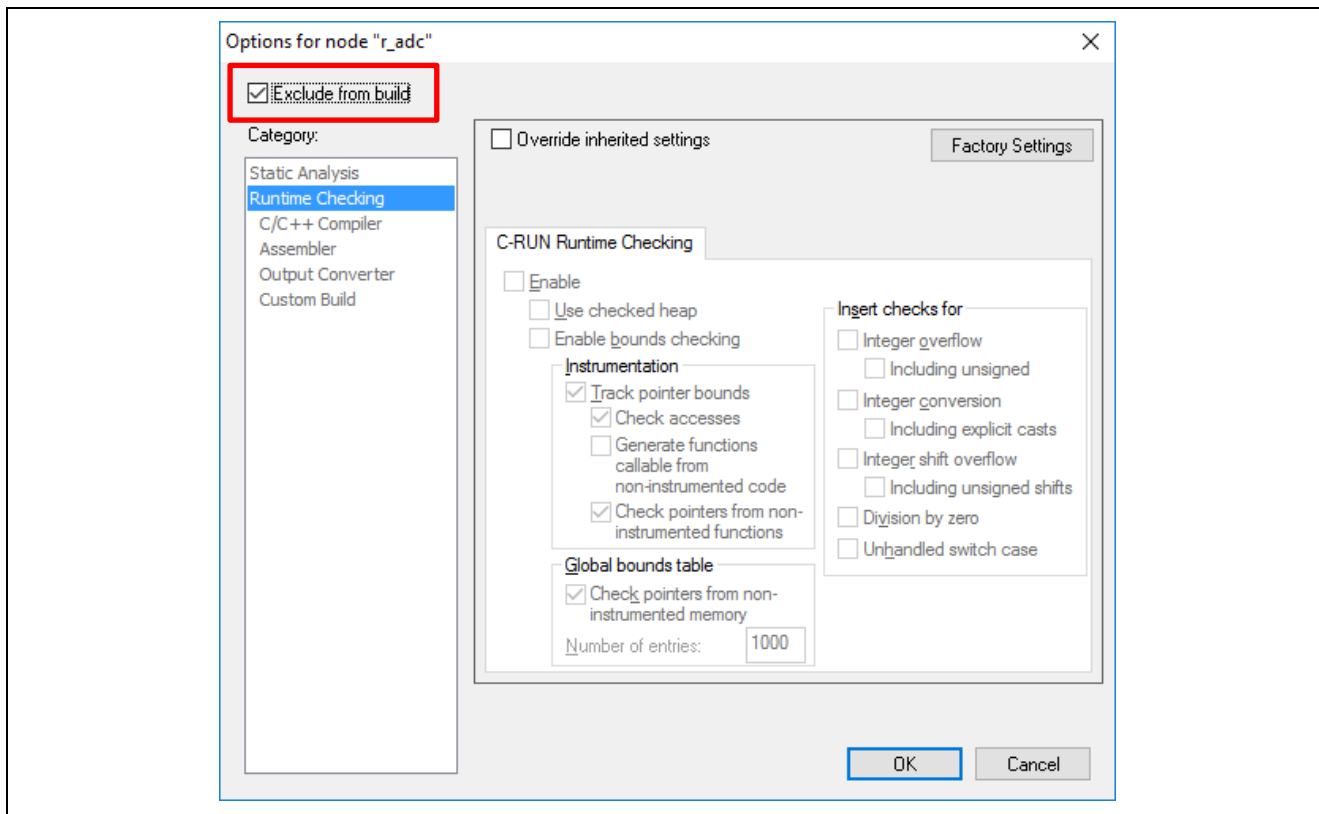 Options for node "r_adc"
Exclude from build
Category:
Static Analysis
Runtime Checking
C/C++ Compiler
Assembler
Output Converter
Custom Build
Override inherited settings
Factory Settings
C-RUN Runtime Checking
Enable
Use checked heap
Enable bounds checking
Instrumentation
Track pointer bounds
Check accesses
Generate functions
callable from
non-instrumented code
Check pointers from non-
instrumented functions
Global bounds table
Check pointers from non-
instrumented memory
Number of entries:
1000
Insert checks for
Integer overflow
Including unsigned
Integer conversion
Including explicit casts
Integer shift overflow
Including unsigned shifts
Division by zero
Unhandled switch case
OK
Cancel